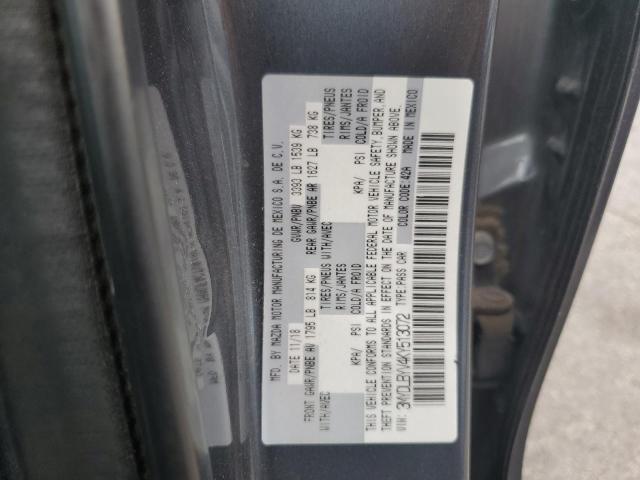 MFD. BY MAZDA MOTOR MANUFACTURING DE MEXICO S.A. DE C.V.
DATE 11/18 GVWR/PNBV 3393 LB 1539 KG
FRONT GAWR/PNBE AV 1795 LB 814 KG REAR GAWR/PNBE AR 1627 LB 738 KG
WITH/AVEC TIRES/PNEUS WITH/AVEC TIRES/PNEUS
RIMS/JANTES RIMS/JANTES
KPA/ PSI COLD/A FROID KPA/ PSI COLD/A FROID
THIS VEHICLE CONFORMS TO ALL APPLICABLE FEDERAL MOTOR VEHICLE SAFETY, BUMPER, AND
THEFT PREVENTION STANDARDS IN EFFECT ON THE DATE OF MANUFACTURE SHOWN ABOVE.
VIN: 3MYDLBYV4KY513072 TYPE:PASS CAR COLOR CODE:42A MADE IN MEXICO